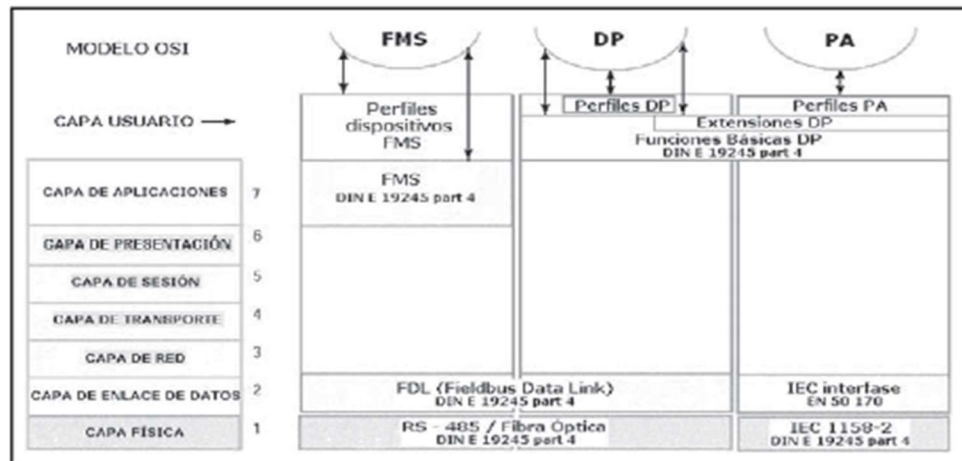 MODELO OSI
FMS
DP
PA
CAPA USUARIO
Perfiles
dispositivos
FMS
Perfiles DP
Perfiles PA
Extensiones DP
Funciones Básicas DP
DIN E 19245 part 4
CAPA DE APLICACIONES 7
FMS
DIN E 19245 part 4
CAPA DE PRESENTACIÓN 6
CAPA DE SESIÓN 5
CAPA DE TRANSPORTE 4
CAPA DE RED 3
CAPA DE ENLACE DE DATOS 2
FDL (Fieldbus Data Link)
DIN E 19245 part 4
IEC interfase
EN 50 170
CAPA FÍSICA 1
RS - 485 / Fibra Óptica
DIN E 19245 part 4
IEC 1158-2
DIN E 19245 part 4